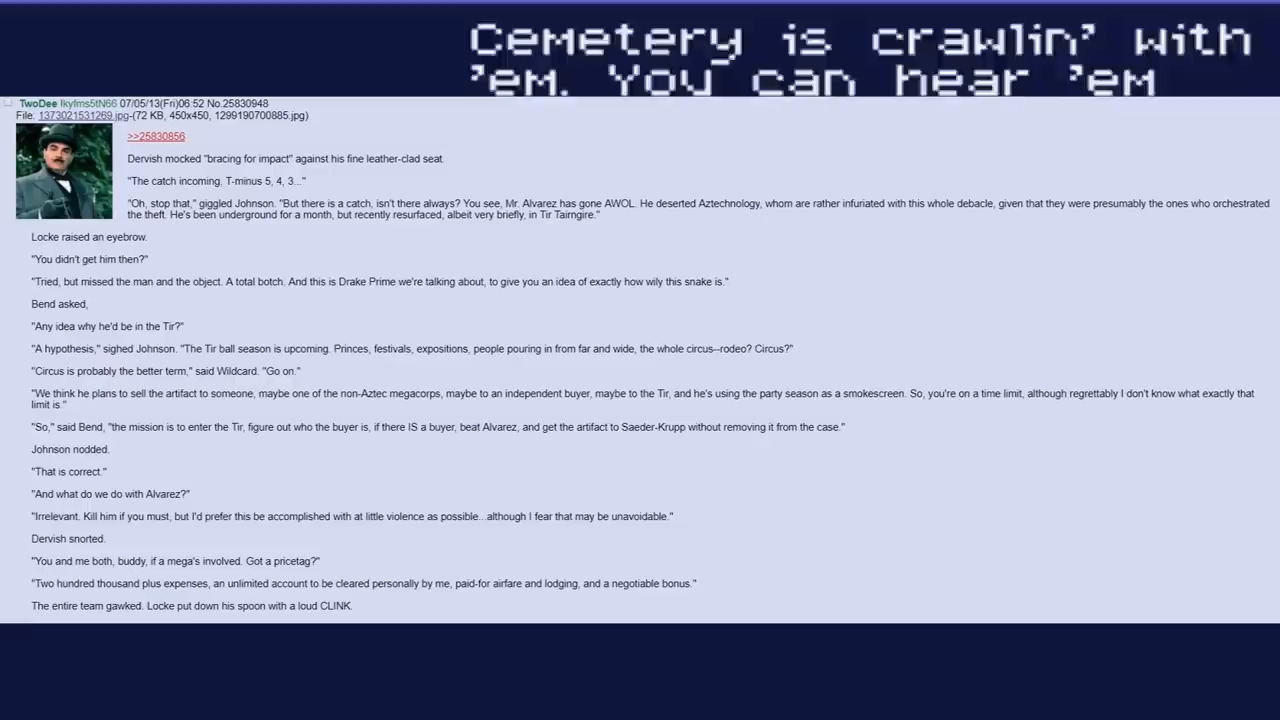 Cemetery is crawlin' with
'em. You can hear 'em
TwoDee !kyfms5tN66 07/05/13(Fri)06:52 No.25830948
File: 1373021531269.jpg-(72 KB, 450x450, 1299190700885.jpg)
>>25830856
Dervish mocked "bracing for impact" against his fine leather-clad seat.
"The catch incoming. T-minus 5, 4, 3..."
"Oh, stop that," giggled Johnson. "But there is a catch, isn't there always? You see, Mr. Alvarez has gone AWOL. He deserted Aztechnology, whom are rather infuriated with this whole debacle, given that they were presumably the ones who orchestrated
the theft. He's been underground for a month, but recently resurfaced, albeit very briefly, in Tir Tairngire."
Locke raised an eyebrow.
"You didn't get him then?"
"Tried, but missed the man and the object. A total botch. And this is Drake Prime we're talking about, to give you an idea of exactly how wily this snake is."
Bend asked,
"Any idea why he'd be in the Tir?"
"A hypothesis," sighed Johnson. "The Tir ball season is upcoming. Princes, festivals, expositions, people pouring in from far and wide, the whole circus--rodeo? Circus?"
"Circus is probably the better term," said Wildcard. "Go on."
"We think he plans to sell the artifact to someone, maybe one of the non-Aztec megacorps, maybe to an independent buyer, maybe to the Tir, and he's using the party season as a smokescreen. So, you're on a time limit, although regrettably I don't know what exactly that
limit is."
"So," said Bend, "the mission is to enter the Tir, figure out who the buyer is, if there IS a buyer, beat Alvarez, and get the artifact to Saeder-Krupp without removing it from the case."
Johnson nodded.
"That is correct."
"And what do we do with Alvarez?"
"Irrelevant. Kill him if you must, but I'd prefer this be accomplished with at little violence as possible...although I fear that may be unavoidable."
Dervish snorted.
"You and me both, buddy, if a mega's involved. Got a pricetag?"
"Two hundred thousand plus expenses, an unlimited account to be cleared personally by me, paid-for airfare and lodging, and a negotiable bonus."
The entire team gawked. Locke put down his spoon with a loud CLINK.